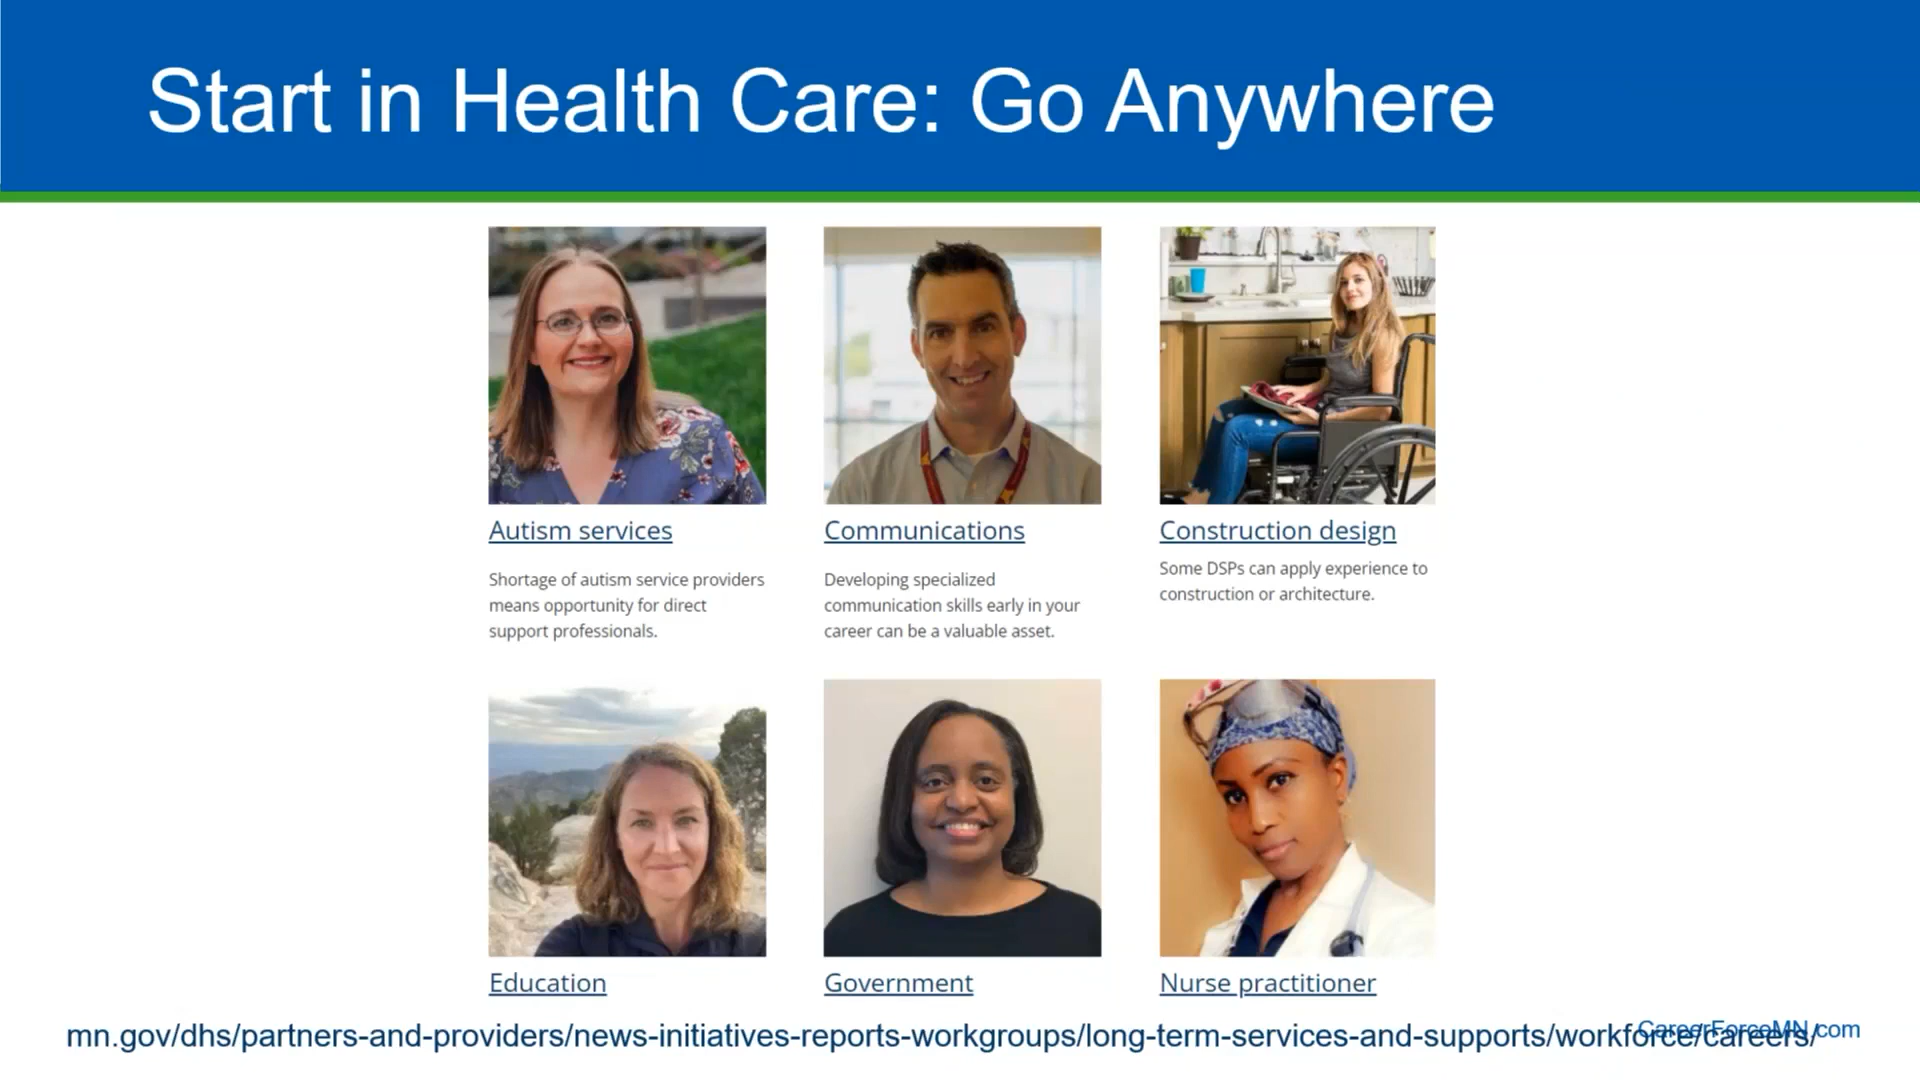 Start in Health Care: Go Anywhere
Autism services
Shortage of autism service providers
means opportunity for direct
support professionals.
Communications
Developing specialized
communication skills early in your
career can be a valuable asset.
Construction design
Some DSPs can apply experience to
construction or architecture.
Education
Government
Nurse practitioner
mn.gov/dhs/partners-and-providers/news-initiatives-reports-workgroups/long-term-services-and-supports/workforce/careers/
CareerForceMN.com